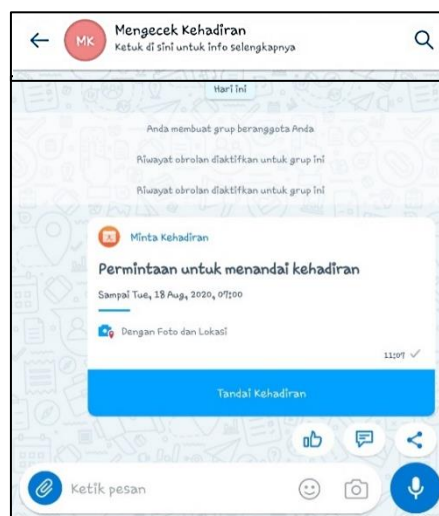 MK
Mengecek Kehadiran
Ketuk di sini untuk info selengkapnya
Hari ini
Anda membuat grup beranggota Anda
Riwayat obrolan diaktifkan untuk grup ini
Riwayat obrolan diaktifkan untuk grup ini
Minta Kehadiran
Permintaan untuk menandai kehadiran
Sampai Tue, 18 Aug, 2020, 07:00
Dengan Foto dan Lokasi
11:07
Tandai Kehadiran
Ketik pesan